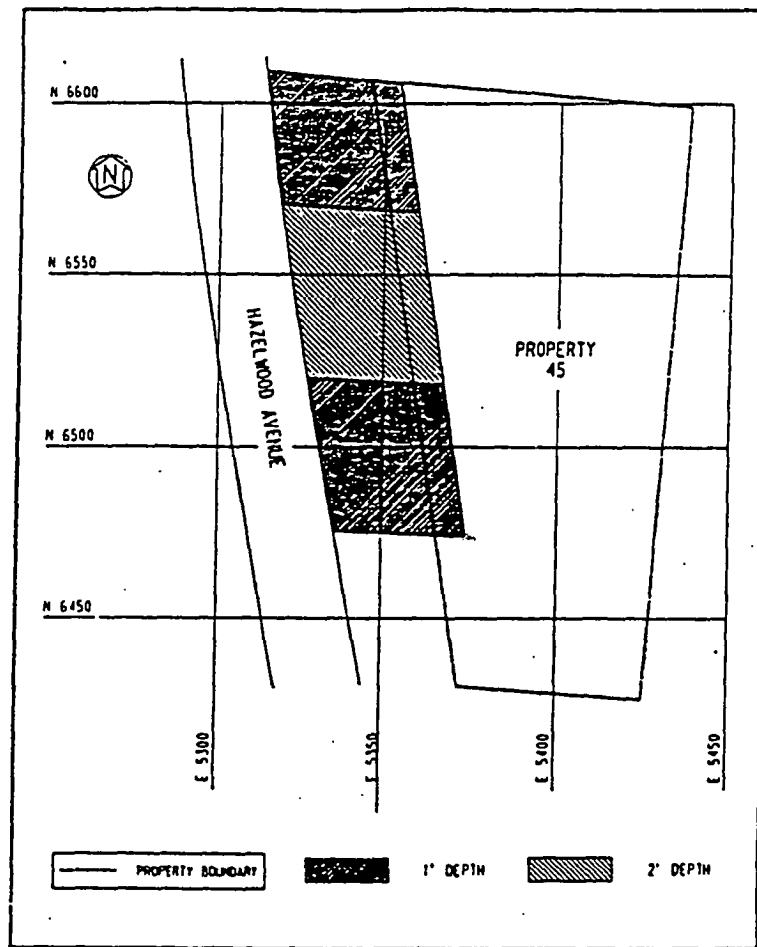 N 6600
N
N 6550
HAZELWOOD AVENUE
PROPERTY
45
N 6500
N 6450
E 5300
E 5350
E 5400
E 5450
PROPERTY BOUNDARY
1' DEPTH
2' DEPTH